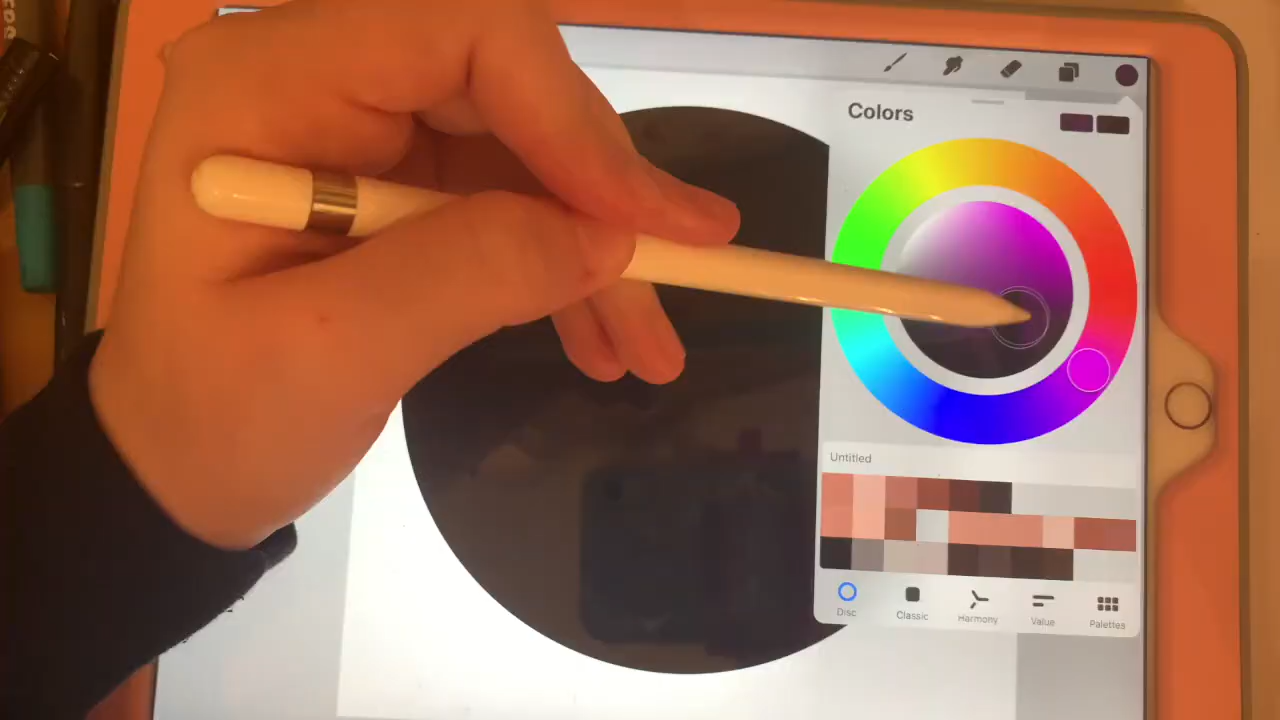 Colors
Untitled
Disc
Classic
Harmony
Value
Palettes